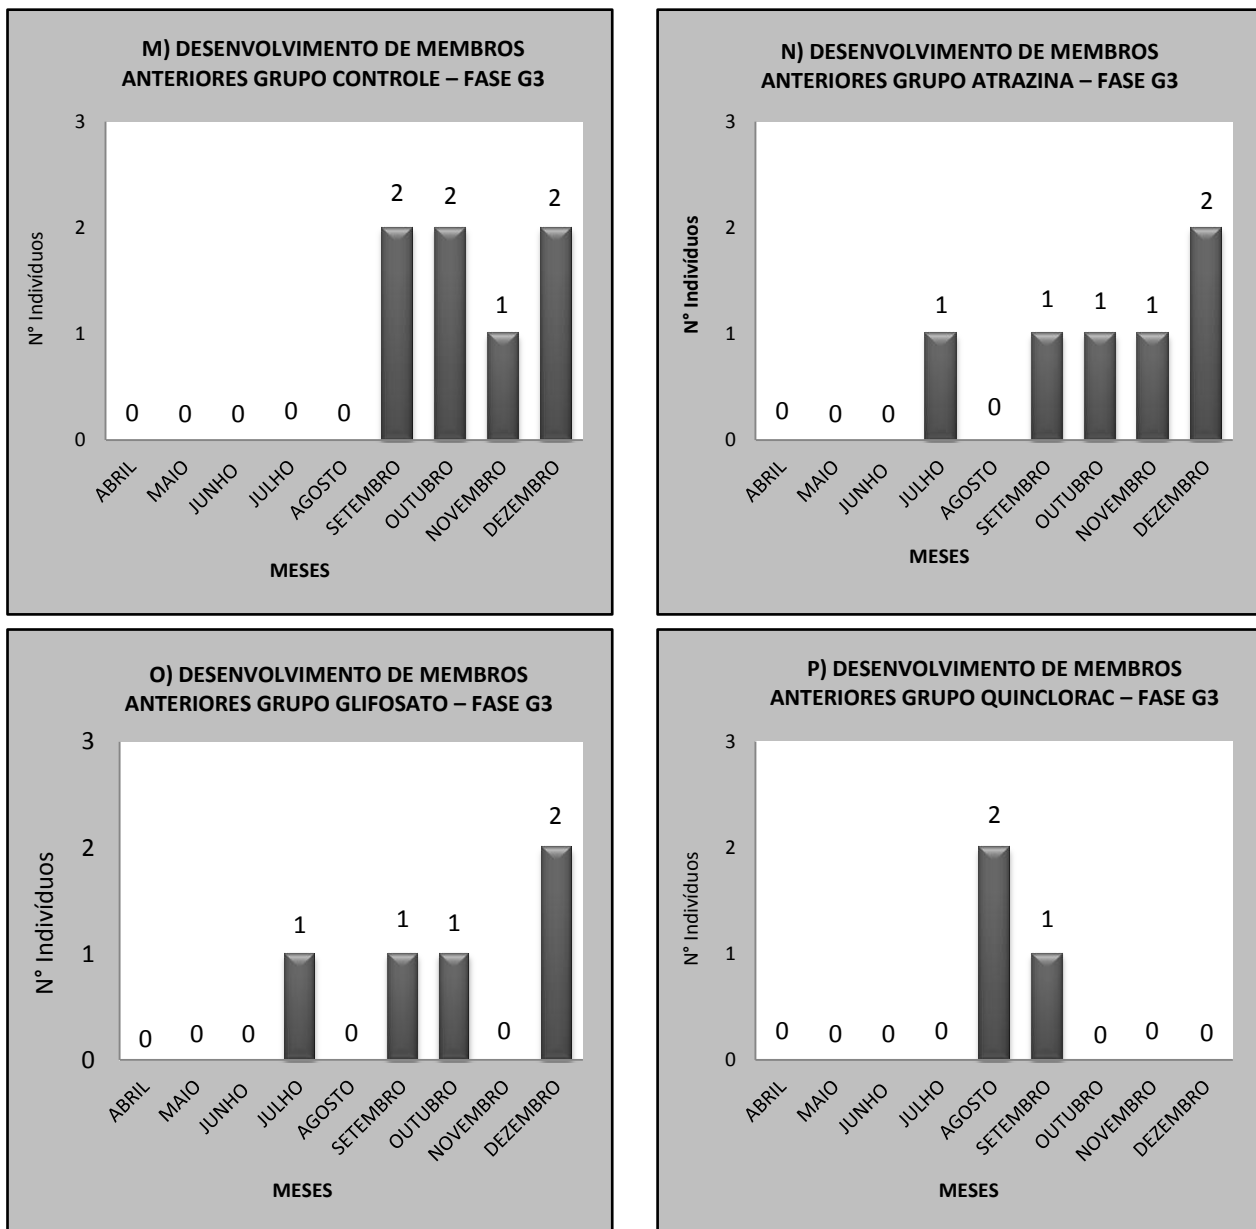 M) DESENVOLVIMENTO DE MEMBROS
ANTERIORES GRUPO CONTROLE – FASE G3
3
2
1
0
N° Indivíduos
0
0
0
0
0
2
2
1
2
ABRIL
MAIO
JUNHO
JULHO
AGOSTO
SETEMBRO
OUTUBRO
NOVEMBRO
DEZEMBRO
MESES
N) DESENVOLVIMENTO DE MEMBROS
ANTERIORES GRUPO ATRAZINA – FASE G3
3
2
1
0
N° Indivíduos
0
0
0
1
0
1
1
1
2
ABRIL
MAIO
JUNHO
JULHO
AGOSTO
SETEMBRO
OUTUBRO
NOVEMBRO
DEZEMBRO
MESES
O) DESENVOLVIMENTO DE MEMBROS
ANTERIORES GRUPO GLIFOSATO – FASE G3
3
2
1
0
N° Indivíduos
0
0
0
1
0
1
1
0
2
ABRIL
MAIO
JUNHO
JULHO
AGOSTO
SETEMBRO
OUTUBRO
NOVEMBRO
DEZEMBRO
MESES
P) DESENVOLVIMENTO DE MEMBROS
ANTERIORES GRUPO QUINCLORAC – FASE G3
3
2
1
0
N° Indivíduos
0
0
0
0
2
1
0
0
0
ABRIL
MAIO
JUNHO
JULHO
AGOSTO
SETEMBRO
OUTUBRO
NOVEMBRO
DEZEMBRO
MESES